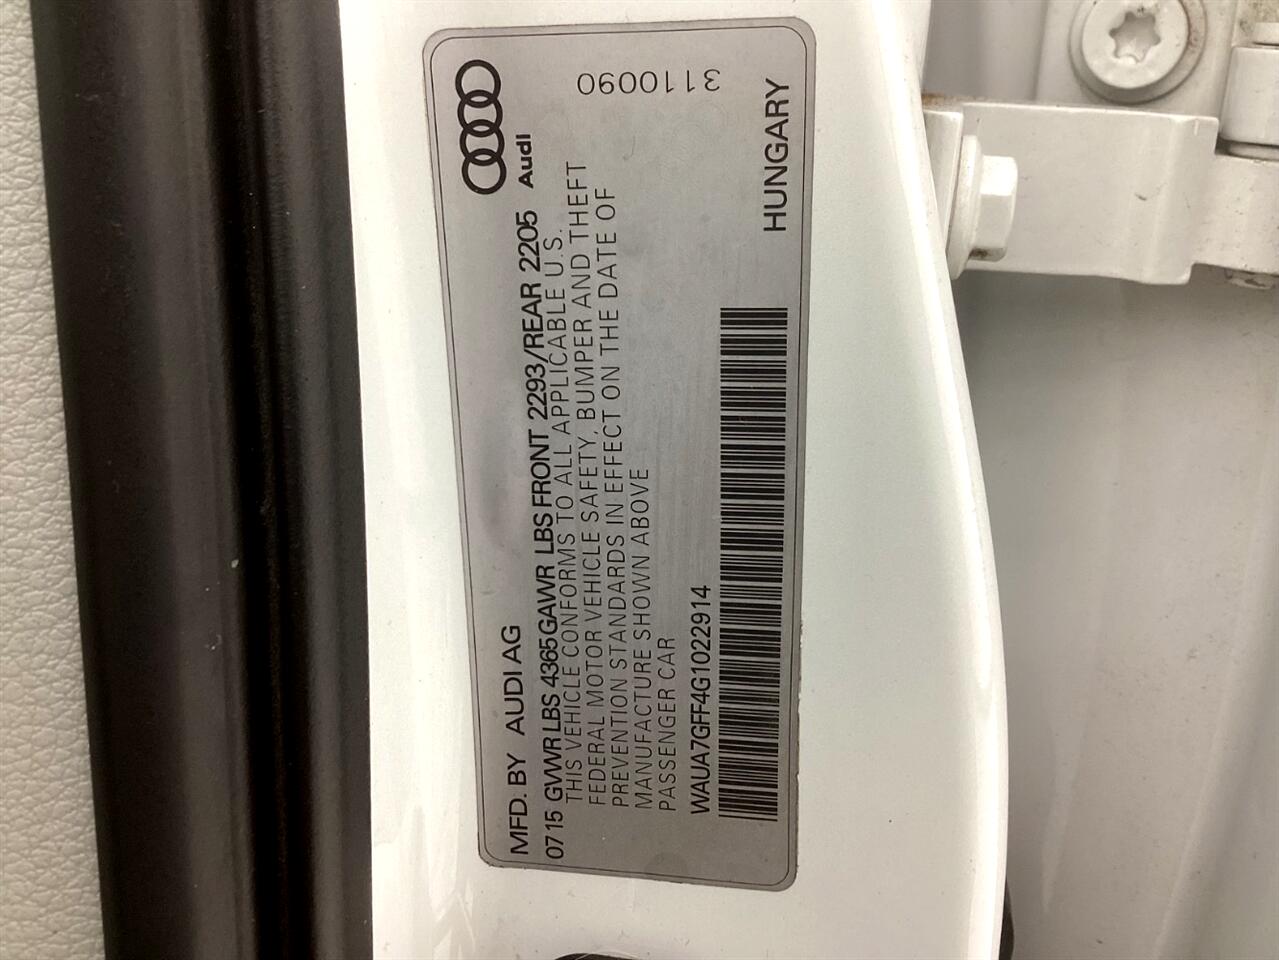 Audi
MFD. BY AUDI AG
0715 GVWR LBS 4365 GAWR LBS FRONT 2293/REAR 2205
THIS VEHICLE CONFORMS TO ALL APPLICABLE U.S.
FEDERAL MOTOR VEHICLE SAFETY, BUMPER AND THEFT
PREVENTION STANDARDS IN EFFECT ON THE DATE OF
MANUFACTURE SHOWN ABOVE
PASSENGER CAR
WAUA7GFF4G1022914
HUNGARY
3110090